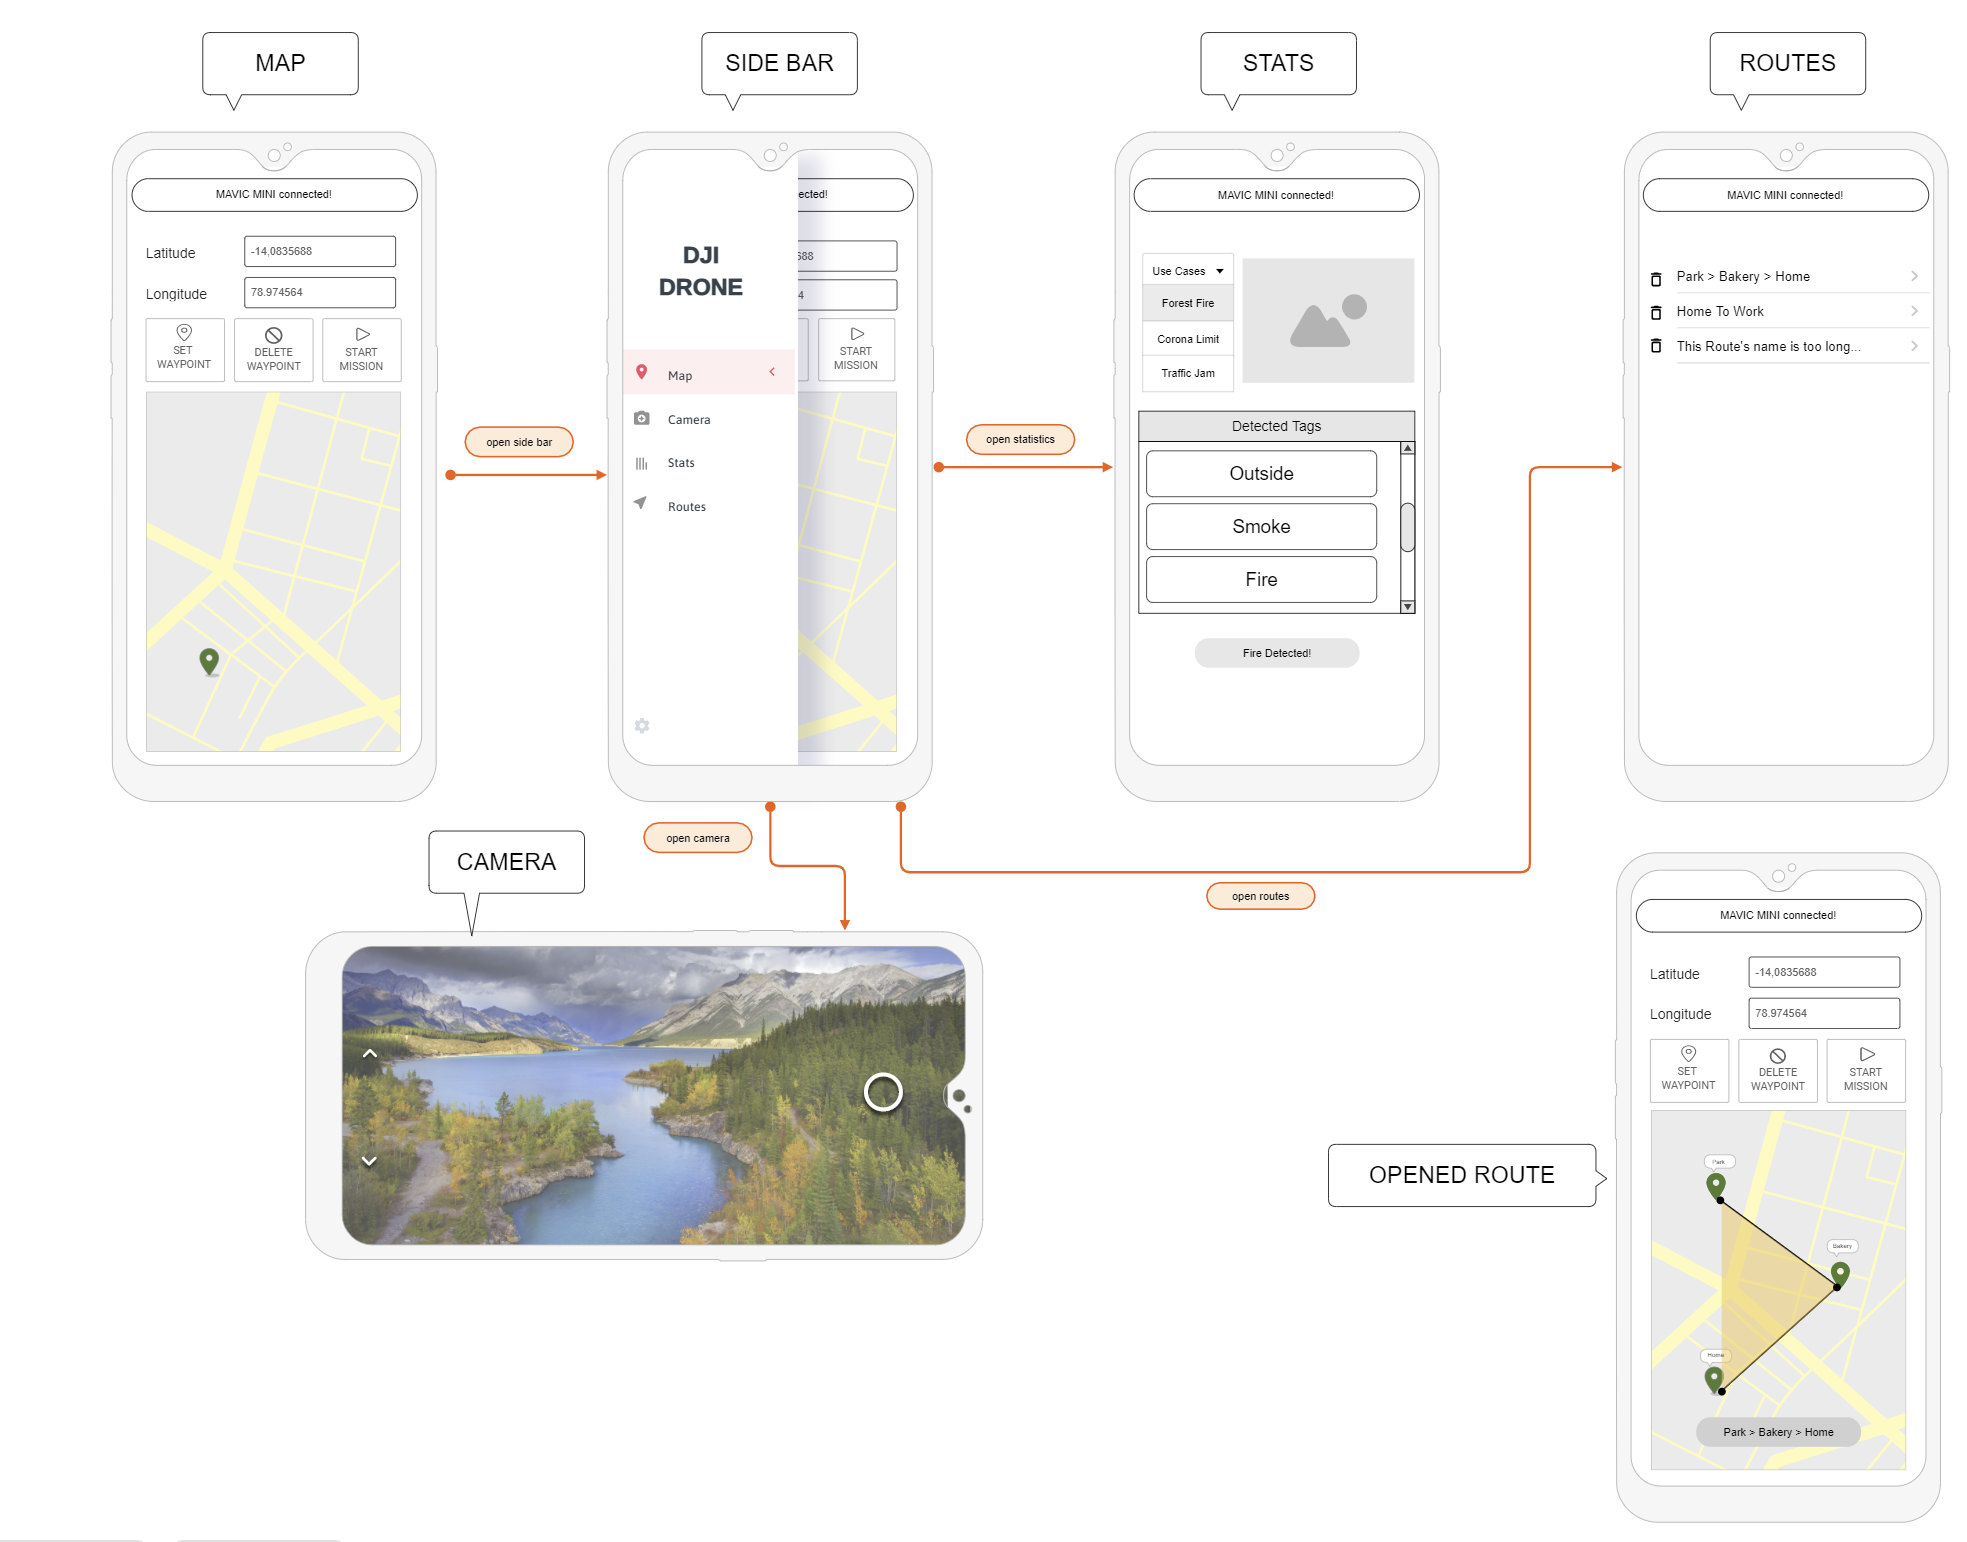 MAP
SIDE BAR
STATS
ROUTES
MAVIC MINI connected!
Latitude
-14,0835688
Longitude
78.974564
SET
WAYPOINT
DELETE
WAYPOINT
START
MISSION
open side bar
ected!
588
4
DJI
DRONE
START
MISSION
Map
Camera
Stats
Routes
open statistics
MAVIC MINI connected!
Use Cases
Forest Fire
Corona Limit
Traffic Jam
Detected Tags
Outside
Smoke
Fire
Fire Detected!
MAVIC MINI connected!
Park > Bakery > Home
Home To Work
This Route's name is too long...
open camera
open routes
CAMERA
OPENED ROUTE
MAVIC MINI connected!
Latitude
-14,0835688
Longitude
78.974564
SET
WAYPOINT
DELETE
WAYPOINT
START
MISSION
Park
Bakery
Home
Park > Bakery > Home